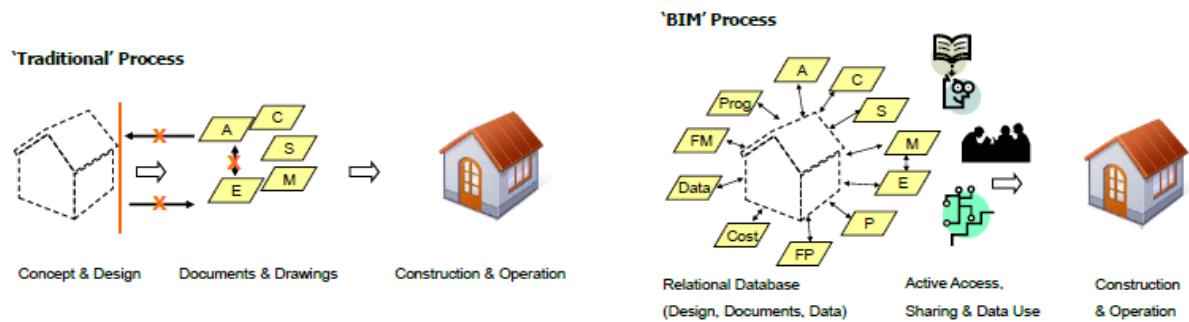 ‘Traditional’ Process
X
A
C
S
X
E
M
X
Concept & Design
Documents & Drawings
Construction & Operation
‘BIM’ Process
A
C
Prog
S
FM
M
Data
E
Cost
P
FP
Relational Database
(Design, Documents, Data)
Active Access,
Sharing & Data Use
Construction
& Operation